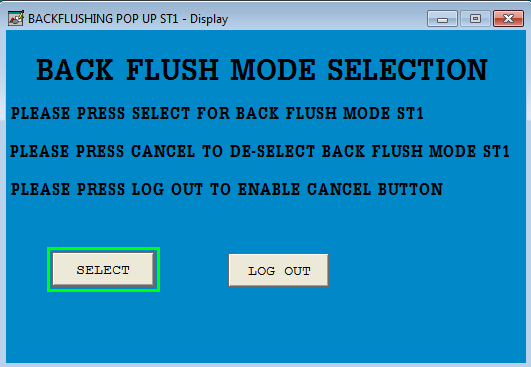 BACKFLUSHING POP UP ST1 - Display
BACK FLUSH MODE SELECTION
PLEASE PRESS SELECT FOR BACK FLUSH MODE ST1
PLEASE PRESS CANCEL TO DE-SELECT BACK FLUSH MODE ST1
PLEASE PRESS LOG OUT TO ENABLE CANCEL BUTTON
SELECT LOG OUT